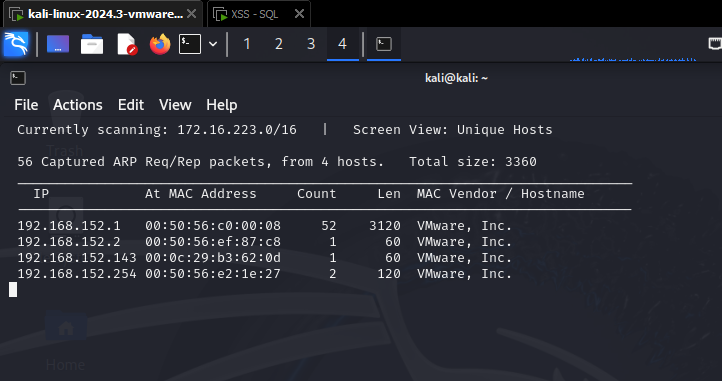 kali-linux-2024.3-vmware... XSS - SQL
1 2 3 4
kali@kali: ~
File Actions Edit View Help
Currently scanning: 172.16.223.0/16 | Screen View: Unique Hosts
56 Captured ARP Req/Rep packets, from 4 hosts. Total size: 3360
IP At MAC Address Count Len MAC Vendor / Hostname
192.168.152.1 00:50:56:c0:00:08 52 3120 VMware, Inc.
192.168.152.2 00:50:56:ef:87:c8 1 60 VMware, Inc.
192.168.152.143 00:0c:29:b3:62:0d 1 60 VMware, Inc.
192.168.152.254 00:50:56:e2:1e:27 2 120 VMware, Inc.
Trash
Home